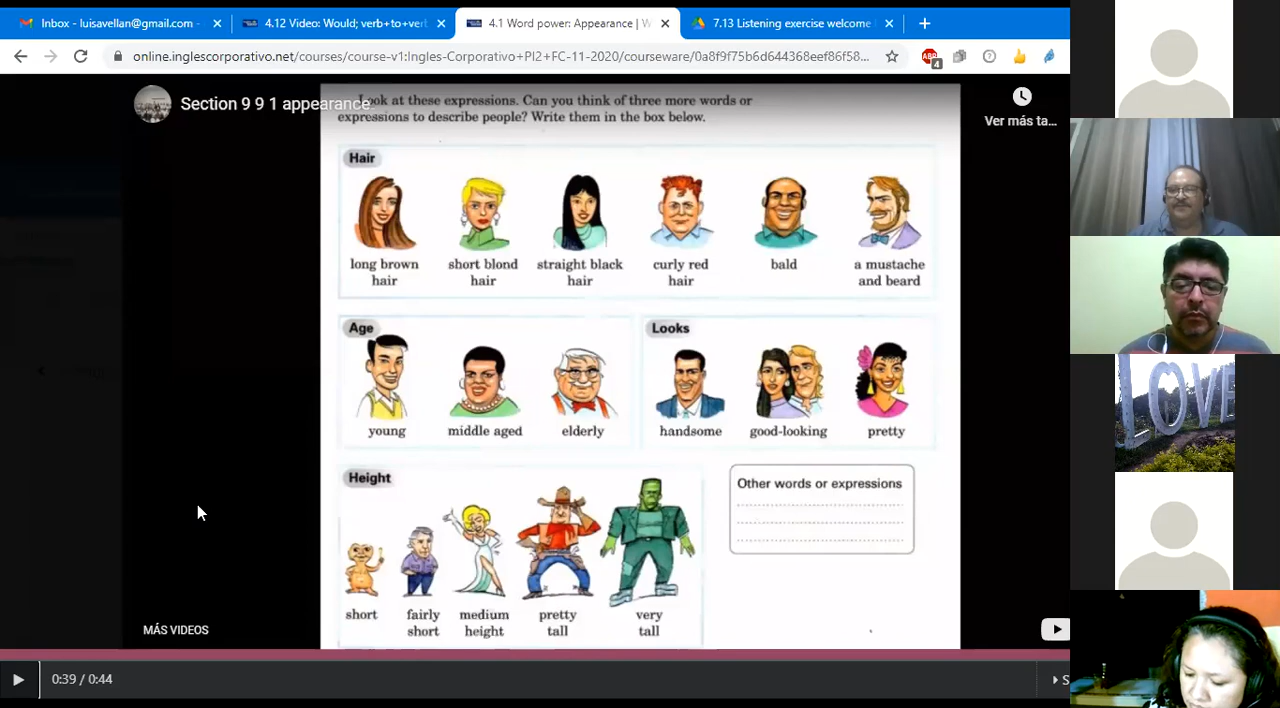 Inbox - luisavellan@gmail.com -
4.12 Video: Would; verb+to+verb
4.1 Word power: Appearance | W
7.13 Listening exercise welcome
online.inglescorporativo.net/courses/course-v1:Ingles-Corporativo+PI2+FC-11-2020/courseware/0a8f9f75b6d644368eef86f58...
ABP
4
Section 9 9 1 appearance
Look at these expressions. Can you think of three more words or
expressions to describe people? Write them in the box below.
Ver más ta...
Hair
long brown
hair
short blond
hair
straight black
hair
curly red
hair
bald
a mustache
and beard
Age
young
middle aged
elderly
Looks
handsome
good-looking
pretty
Height
short
fairly
short
medium
height
pretty
tall
very
tall
Other words or expressions
MÁS VIDEOS
0:39 / 0:44
S
LOVE